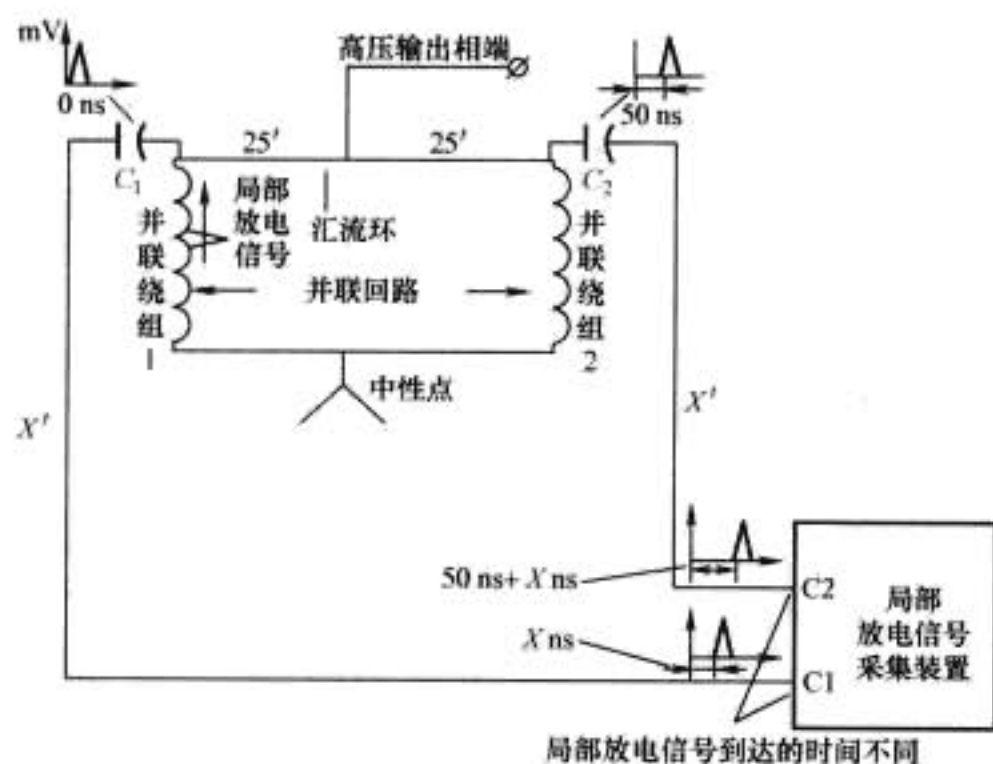 mV
高压输出相端
0 ns
50 ns
25′
25′
C₁
C₂
局部
放电
信号
汇流环
并联绕组1
并联回路
并联绕组2
中性点
X′
X′
50 ns+X ns
X ns
C2
C1
局部
放电信号
采集装置
局部放电信号到达的时间不同